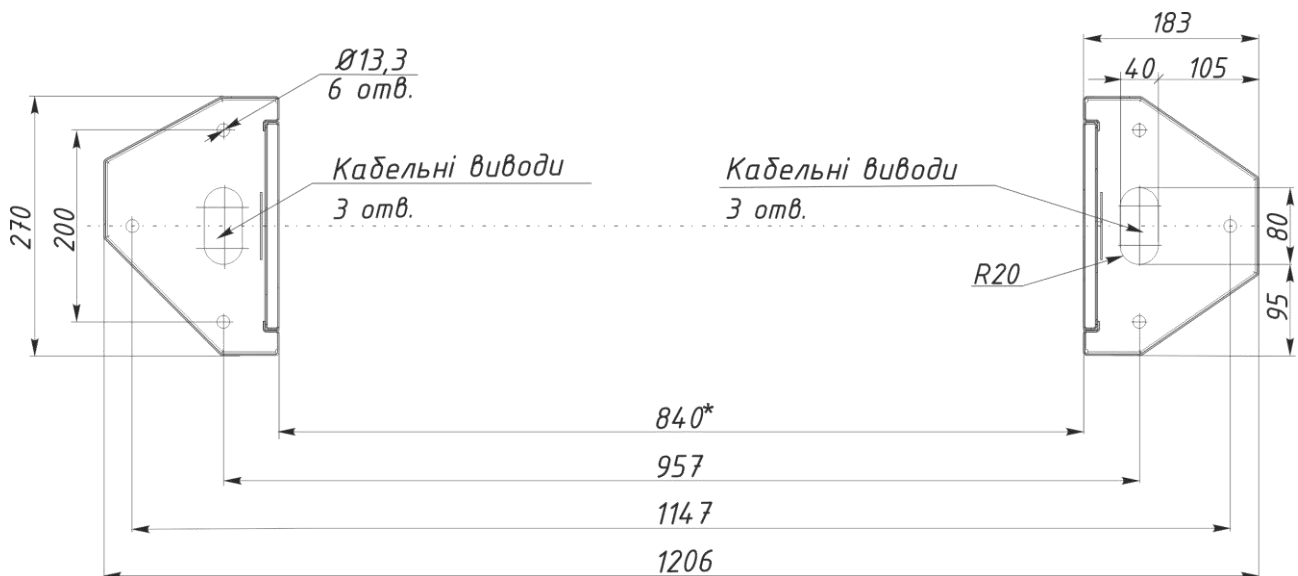 183
Ø13,3
6 отв.
40
105
Кабельні виводи
3 отв.
Кабельні виводи
3 отв.
270
200
80
R20
95
840*
957
1147
1206